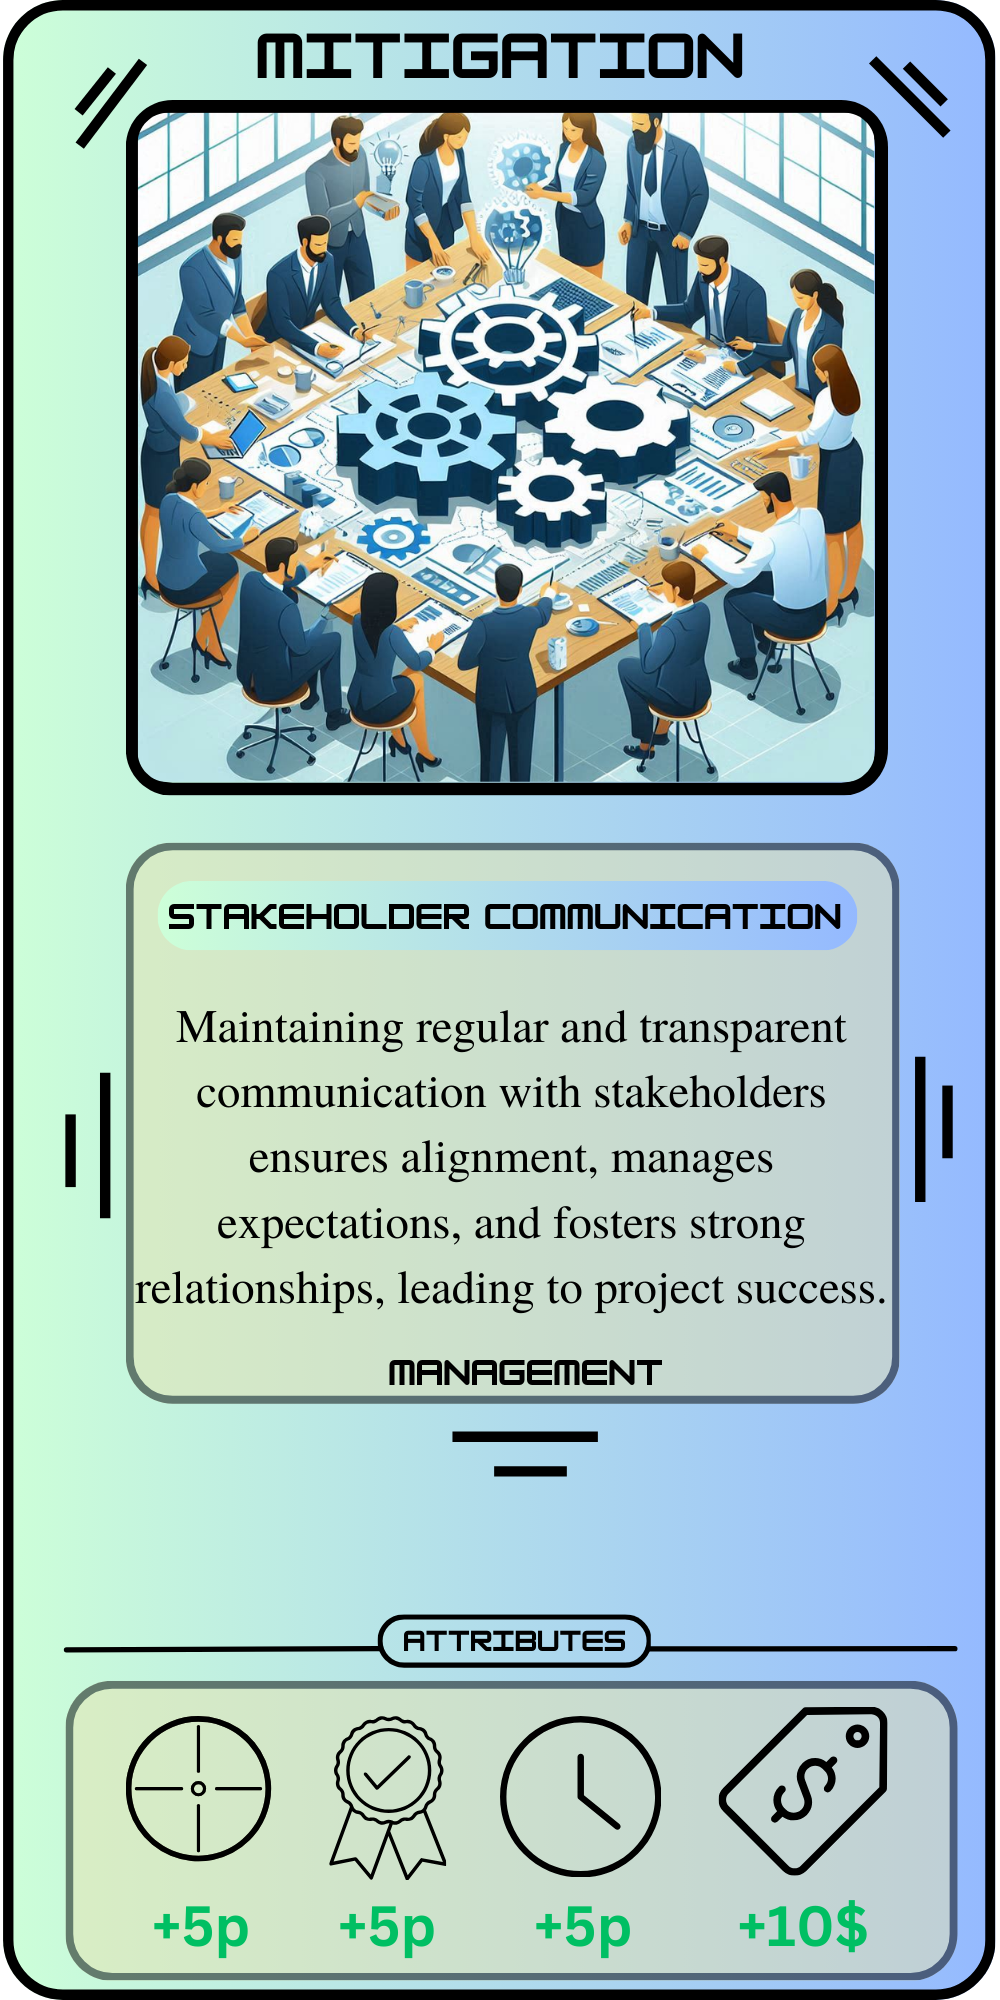 MITIGATION
STAKEHOLDER COMMUNICATION
Maintaining regular and transparent
communication with stakeholders
ensures alignment, manages
expectations, and fosters strong
relationships, leading to project success.
MANAGEMENT
ATTRIBUTES
+5p +5p +5p +10$